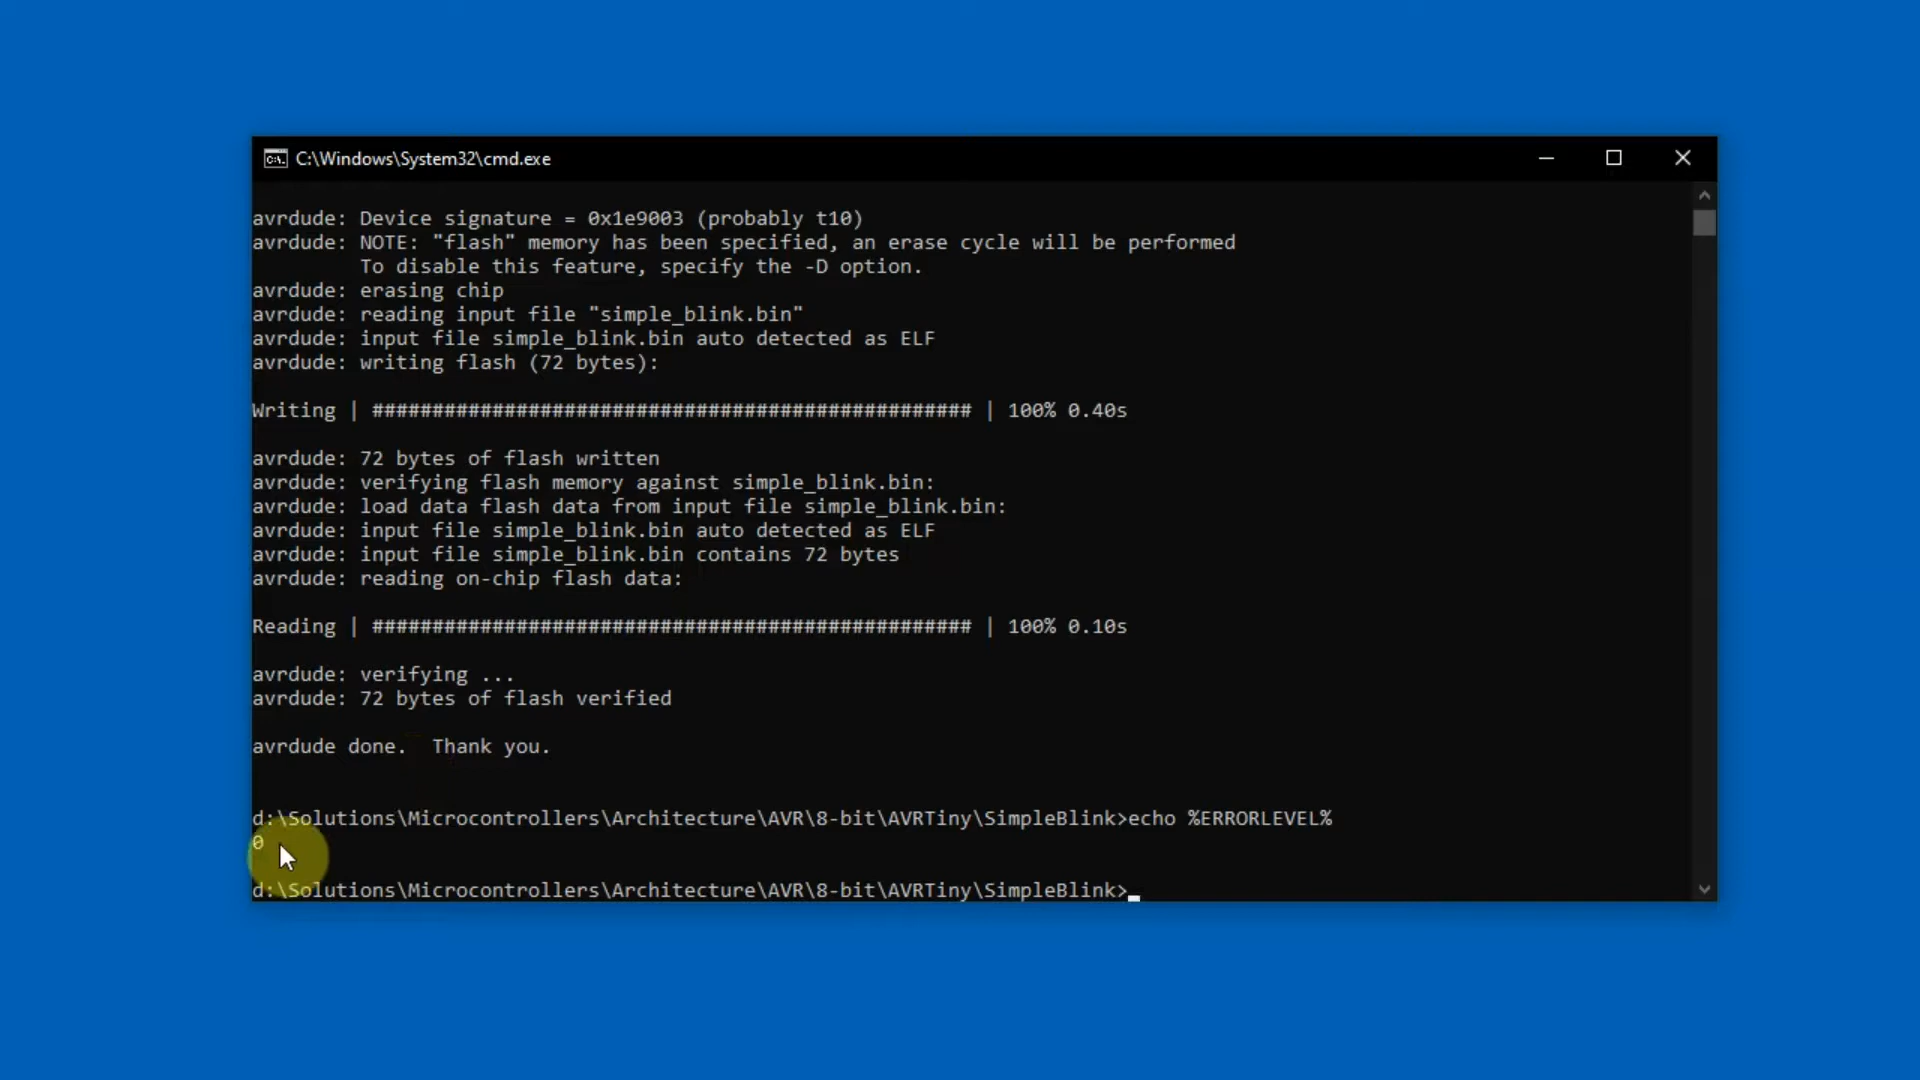 C:\Windows\System32\cmd.exe
avrdude: Device signature = 0x1e9003 (probably t10)
avrdude: NOTE: "flash" memory has been specified, an erase cycle will be performed
         To disable this feature, specify the -D option.
avrdude: erasing chip
avrdude: reading input file "simple_blink.bin"
avrdude: input file simple_blink.bin auto detected as ELF
avrdude: writing flash (72 bytes):
Writing | ################################################## | 100% 0.40s
avrdude: 72 bytes of flash written
avrdude: verifying flash memory against simple_blink.bin:
avrdude: load data flash data from input file simple_blink.bin:
avrdude: input file simple_blink.bin auto detected as ELF
avrdude: input file simple_blink.bin contains 72 bytes
avrdude: reading on-chip flash data:
Reading | ################################################## | 100% 0.10s
avrdude: verifying ...
avrdude: 72 bytes of flash verified
avrdude done.  Thank you.
d:\Solutions\Microcontrollers\Architecture\AVR\8-bit\AVRTiny\SimpleBlink>echo %ERRORLEVEL%
0
d:\Solutions\Microcontrollers\Architecture\AVR\8-bit\AVRTiny\SimpleBlink>